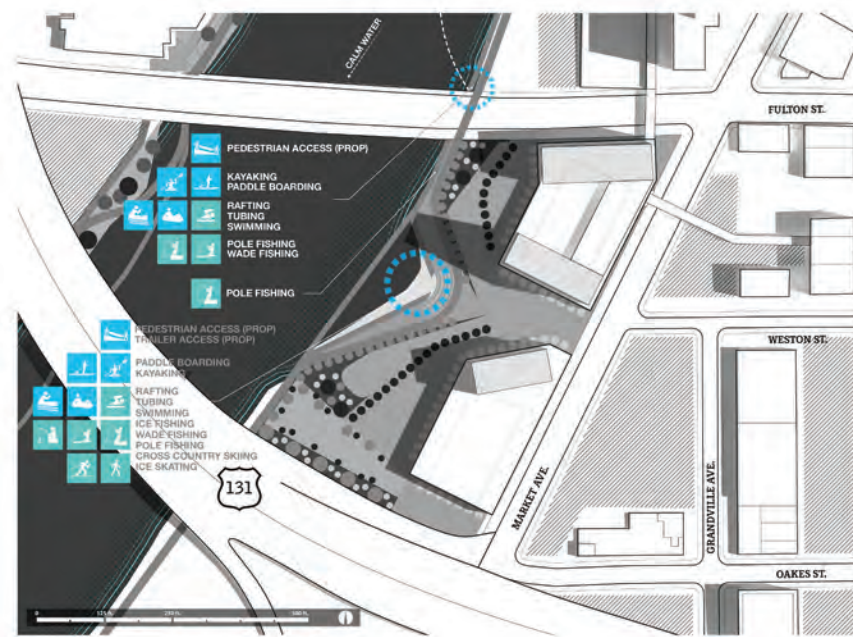 CALM WATER
FULTON ST.
PEDESTRIAN ACCESS (PROP)
KAYAKING
PADDLE BOARDING
RAFTING
TUBING
SWIMMING
POLE FISHING
WADE FISHING
POLE FISHING
PEDESTRIAN ACCESS (PROP)
TRAILER ACCESS (PROP)
WESTON ST.
PADDLE BOARDING
KAYAKING
RAFTING
TUBING
SWIMMING
ICE FISHING
WADE FISHING
POLE FISHING
CROSS COUNTRY SKIING
ICE SKATING
131
MARKET AVE.
GRANDVILLE AVE.
OAKES ST.
0